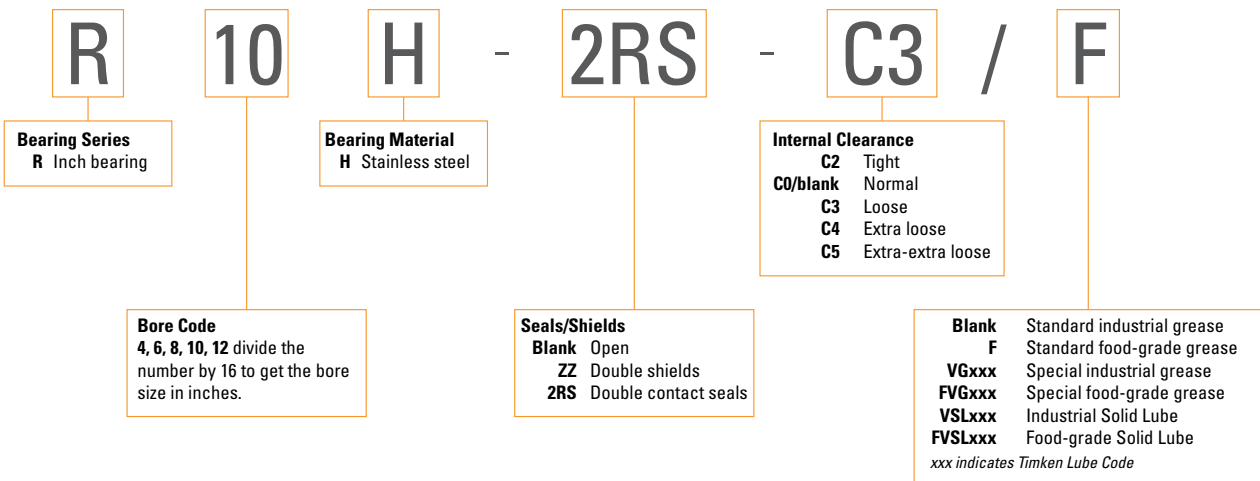 R 10 H - 2RS - C3 / F
Bearing Series
R Inch bearing
Bearing Material
H Stainless steel
Internal Clearance
C2 Tight
C0/blank Normal
C3 Loose
C4 Extra loose
C5 Extra-extra loose
Bore Code
4, 6, 8, 10, 12 divide the
number by 16 to get the bore
size in inches.
Seals/Shields
Blank Open
ZZ Double shields
2RS Double contact seals
Blank Standard industrial grease
F Standard food-grade grease
VGxxx Special industrial grease
FVGxxx Special food-grade grease
VSLxxx Industrial Solid Lube
FVSLxxx Food-grade Solid Lube
xxx indicates Timken Lube Code